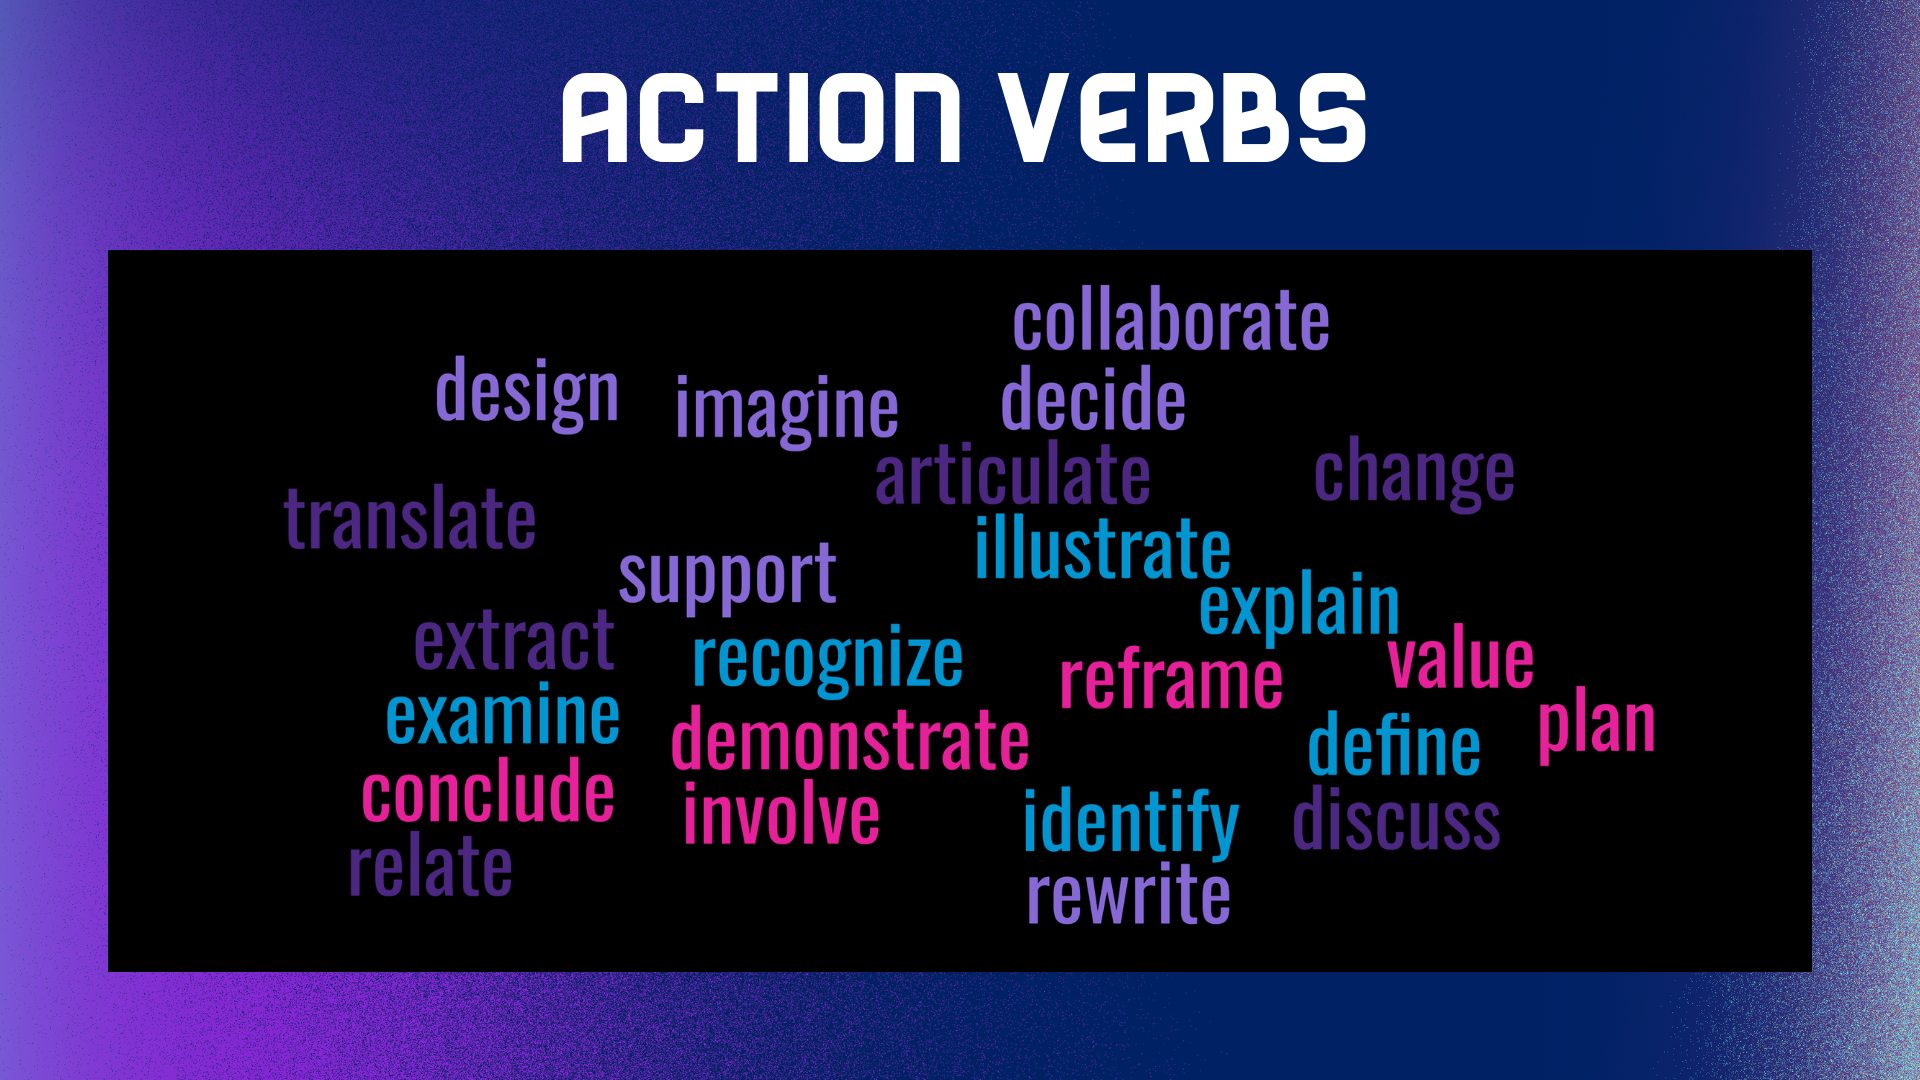 ACTION VERBS
collaborate
design
imagine
decide
articulate
change
translate
illustrate
support
explain
extract
recognize
reframe
value
examine
demonstrate
define
plan
conclude
involve
identify
discuss
relate
rewrite